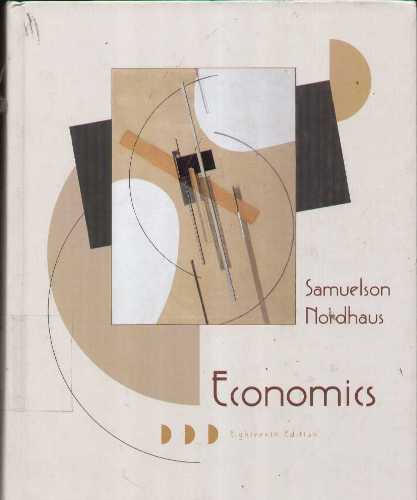 Samuelson
Nordhaus
Economics
Eighteenth Edition